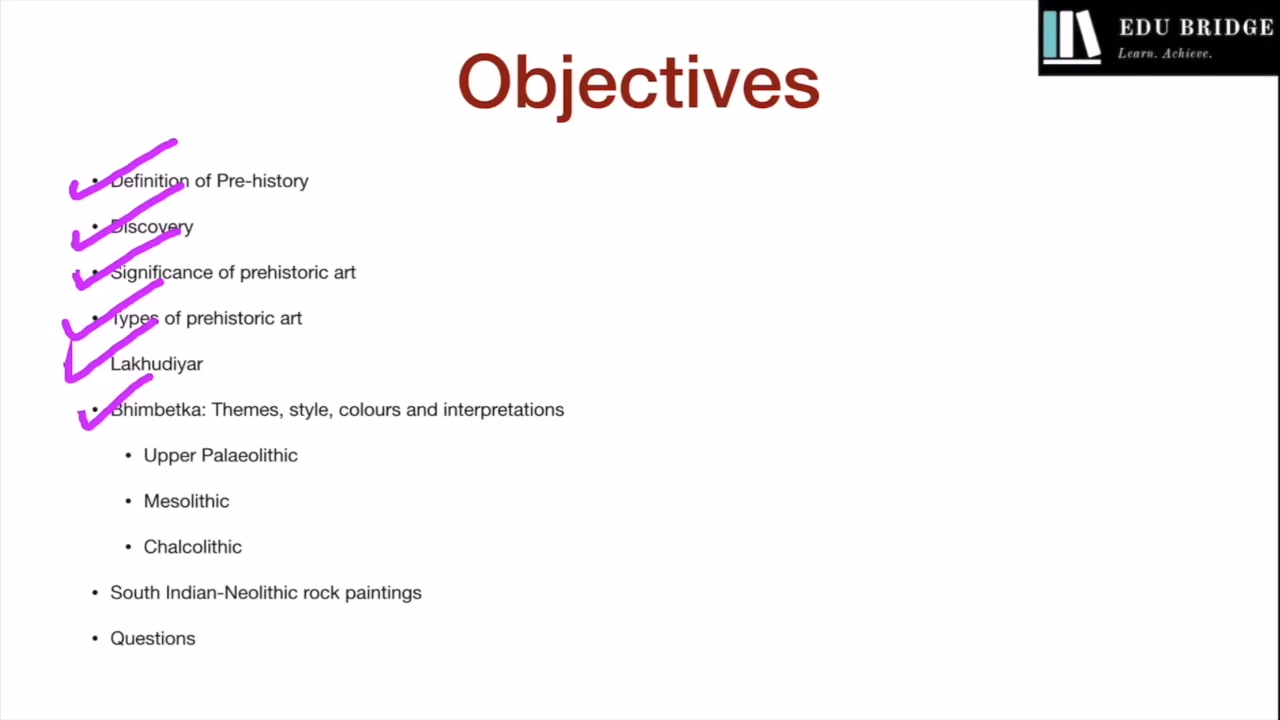 EDU BRIDGE
Learn. Achieve.
Objectives
• Definition of Pre-history
• Discovery
• Significance of prehistoric art
• Types of prehistoric art
Lakhudiyar
• Bhimbetka: Themes, style, colours and interpretations
• Upper Palaeolithic
• Mesolithic
• Chalcolithic
• South Indian-Neolithic rock paintings
• Questions